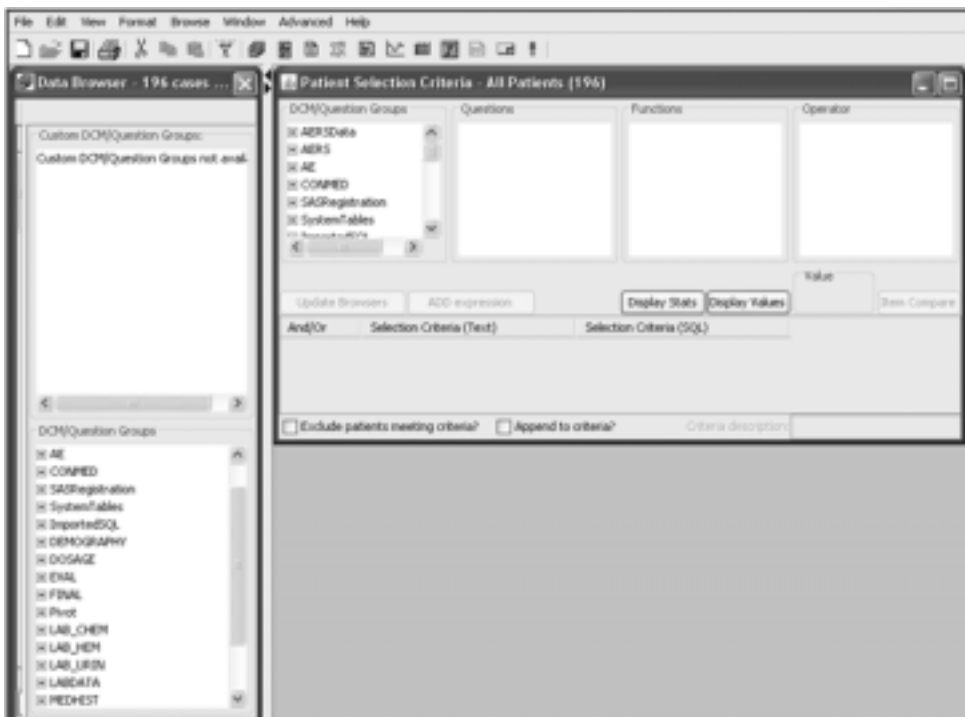 File Edit View Format Browse Window Advanced Help
Data Browser - 196 cases ...
Custom DCM/Question Groups:
Custom DCM/Question Groups not avail
DCM/Question Groups
AE
CONMED
SASRegistration
SystemTables
ImportedSQL
DEMOGRAPHY
DOSAGE
EVAL
FINAL
Pivot
LAB_CHEM
LAB_HEM
LAB_URIN
LABDATA
MEDHIST
Patient Selection Criteria - All Patients (196)
DCM/Question Groups Questions Functions Operator
AERSData
AERS
AE
CONMED
SASRegistration
SystemTables
ImportedSQL
Value
Update Browsers ADD expression Display Stats Display Values Item Compare
And/Or Selection Criteria (Text) Selection Criteria (SQL)
Exclude patients meeting criteria? Append to criteria? Criteria description: